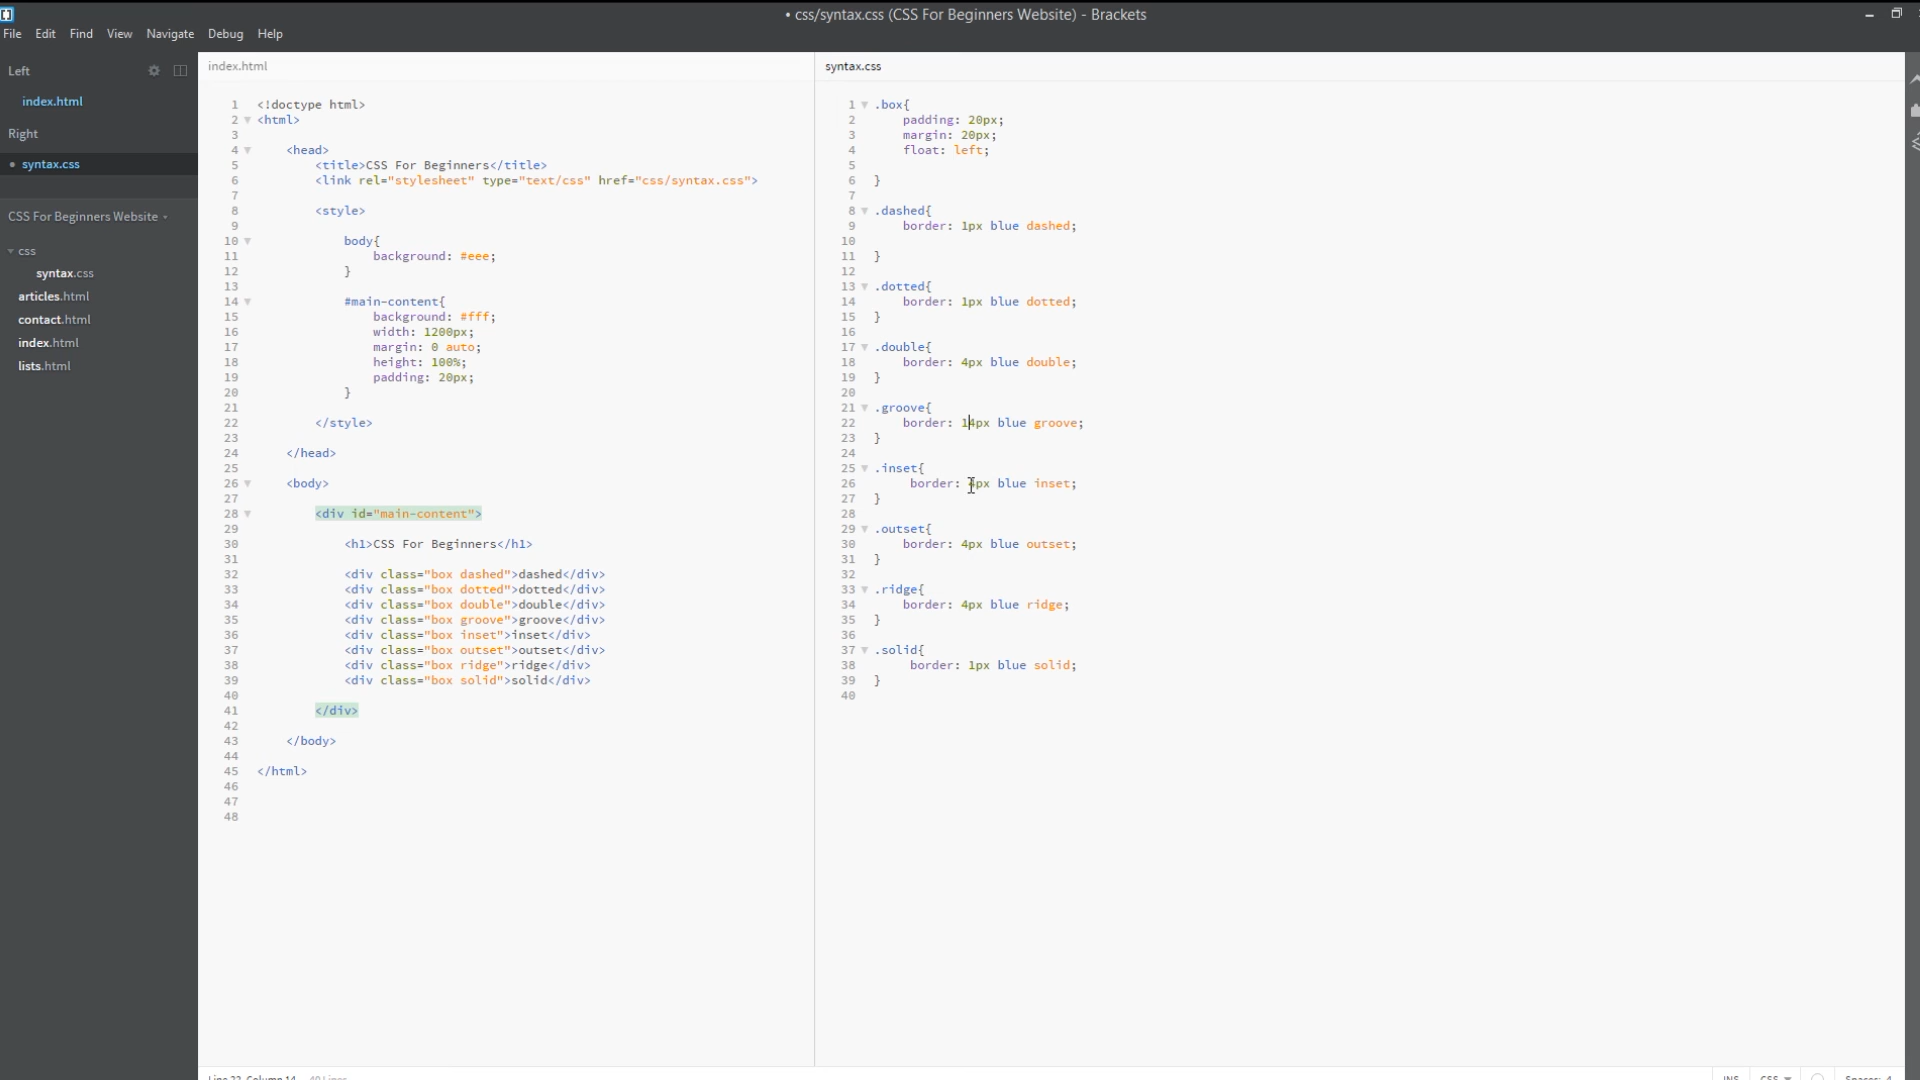 • css/syntax.css (CSS For Beginners Website) - Brackets
File Edit Find View Navigate Debug Help
Left
index.html
Right
• syntax.css
CSS For Beginners Website
css
syntax.css
articles.html
contact.html
index.html
lists.html
index.html
1 <!doctype html>
2 <html>
3
4 <head>
5 <title>CSS For Beginners</title>
6 <link rel="stylesheet" type="text/css" href="css/syntax.css">
7
8 <style>
9
10 body{
11 background: #eee;
12 }
13
14 #main-content{
15 background: #fff;
16 width: 1200px;
17 margin: 0 auto;
18 height: 100%;
19 padding: 20px;
20 }
21
22 </style>
23
24 </head>
25
26 <body>
27
28 <div id="main-content">
29
30 <h1>CSS For Beginners</h1>
31
32 <div class="box dashed">dashed</div>
33 <div class="box dotted">dotted</div>
34 <div class="box double">double</div>
35 <div class="box groove">groove</div>
36 <div class="box inset">inset</div>
37 <div class="box outset">outset</div>
38 <div class="box ridge">ridge</div>
39 <div class="box solid">solid</div>
40
41 </div>
42
43 </body>
44
45 </html>
46
47
48
syntax.css
1 .box{
2 padding: 20px;
3 margin: 20px;
4 float: left;
5
6 }
7
8 .dashed{
9 border: 1px blue dashed;
10
11 }
12
13 .dotted{
14 border: 1px blue dotted;
15 }
16
17 .double{
18 border: 4px blue double;
19 }
20
21 .groove{
22 border: 14px blue groove;
23 }
24
25 .inset{
26 border: 4px blue inset;
27 }
28
29 .outset{
30 border: 4px blue outset;
31 }
32
33 .ridge{
34 border: 4px blue ridge;
35 }
36
37 .solid{
38 border: 1px blue solid;
39 }
40
Line 22, Column 14 40 Lines
INS CSS Spaces: 4